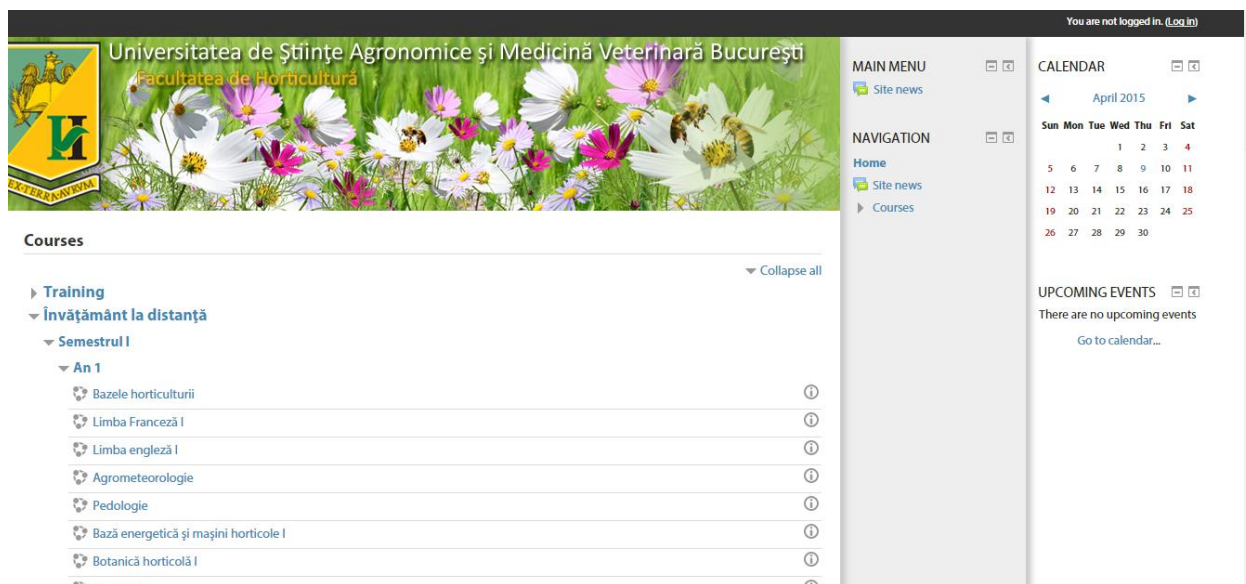 You are not logged in. (Log in)
Universitatea de Ştiinţe Agronomice şi Medicină Veterinară Bucureşti
Facultatea de Horticultură
H
EX·TERRA·AVRVM
Courses
Collapse all
Training
Învăţământ la distanţă
Semestrul I
An 1
Bazele horticulturii
Limba Franceză I
Limba engleză I
Agrometeorologie
Pedologie
Bază energetică şi maşini horticole I
Botanică horticolă I
MAIN MENU
Site news
NAVIGATION
Home
Site news
Courses
CALENDAR
April 2015
Sun Mon Tue Wed Thu Fri Sat
1 2 3 4
5 6 7 8 9 10 11
12 13 14 15 16 17 18
19 20 21 22 23 24 25
26 27 28 29 30
UPCOMING EVENTS
There are no upcoming events
Go to calendar...